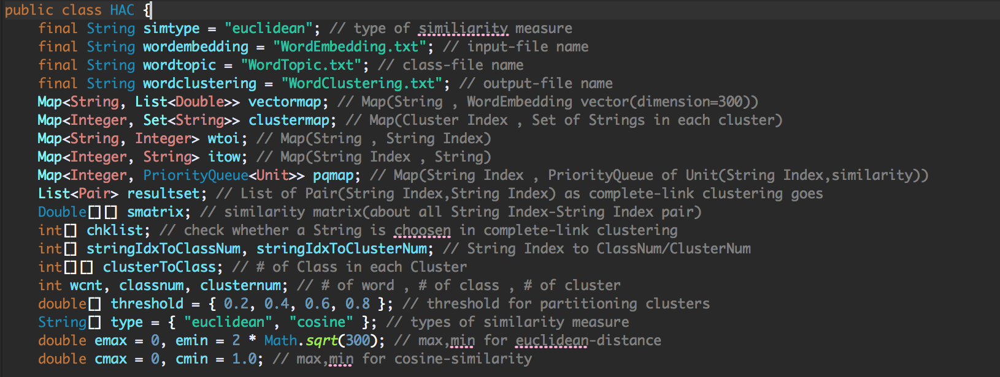 public class HAC {
final String simtype = "euclidean"; // type of similiarity measure
final String wordembedding = "WordEmbedding.txt"; // input-file name
final String wordtopic = "WordTopic.txt"; // class-file name
final String wordclustering = "WordClustering.txt"; // output-file name
Map<String, List<Double>> vectormap; // Map(String , WordEmbedding vector(dimension=300))
Map<Integer, Set<String>> clustermap; // Map(Cluster Index , Set of Strings in each cluster)
Map<String, Integer> wtoi; // Map(String , String Index)
Map<Integer, String> itow; // Map(String Index , String)
Map<Integer, PriorityQueue<Unit>> pqmap; // Map(String Index , PriorityQueue of Unit(String Index,similarity))
List<Pair> resultset; // List of Pair(String Index,String Index) as complete-link clustering goes
Double[][] smatrix; // similarity matrix(about all String Index-String Index pair)
int[] chklist; // check whether a String is choosen in complete-link clustering
int[] stringIdxToClassNum, stringIdxToClusterNum; // String Index to ClassNum/ClusterNum
int[][] clusterToClass; // # of Class in each Cluster
int wcnt, classnum, clusternum; // # of word , # of class , # of cluster
double[] threshold = { 0.2, 0.4, 0.6, 0.8 }; // threshold for partitioning clusters
String[] type = { "euclidean", "cosine" }; // types of similarity measure
double emax = 0, emin = 2 * Math.sqrt(300); // max,min for euclidean-distance
double cmax = 0, cmin = 1.0; // max,min for cosine-similarity